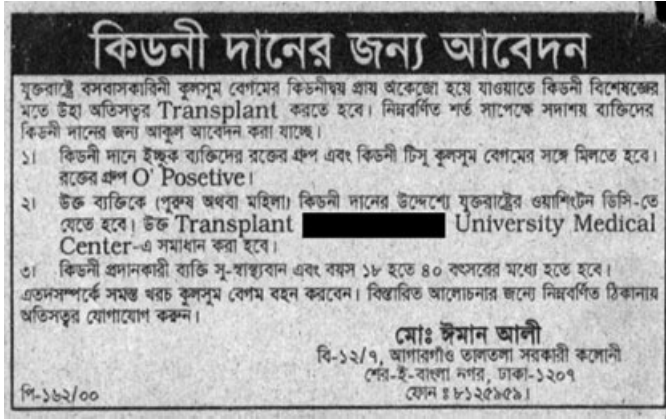 কিডনী দানের জন্য আবেদন
যুক্তরাষ্ট্রে বসবাসকারিনী কুলসুম বেগমের কিডনীদ্বয় প্রায় অকেজো হয়ে যাওয়াতে কিডনী বিশেষজ্ঞের
মতে উহা অতিসত্বর Transplant করতে হবে। নিম্নবর্ণিত শর্ত সাপেক্ষে সদাশয় ব্যক্তিদের
কিডনী দানের জন্য আকুল আবেদন করা যাচ্ছে।
১। কিডনী দানে ইচ্ছুক ব্যক্তিদের রক্তের গ্রুপ এবং কিডনী টিসু কুলসুম বেগমের সঙ্গে মিলতে হবে।
রক্তের গ্রুপ O' Posetive।
২। উক্ত ব্যক্তিকে (পুরুষ অথবা মহিলা) কিডনী দানের উদ্দেশ্যে যুক্তরাষ্ট্রের ওয়াশিংটন ডিসি-তে
যেতে হবে। উক্ত Transplant University Medical
Center-এ সমাধান করা হবে।
৩। কিডনী প্রদানকারী ব্যক্তি সু-স্বাস্থ্যবান এবং বয়স ১৮ হতে ৪০ বৎসরের মধ্যে হতে হবে।
এতদসম্পর্কে সমস্ত খরচ কুলসুম বেগম বহন করবেন। বিস্তারিত আলোচনার জন্যে নিম্নবর্ণিত ঠিকানায়
অতিসত্বর যোগাযোগ করুন।
মোঃ ঈমান আলী
বি-১২/৭, আগারগাঁও তালতলা সরকারী কলোনী
শের-ই-বাংলা নগর, ঢাকা-১২০৭
পি-১৬২/০০ ফোন ঃ ৮১২৫৯৫৯।